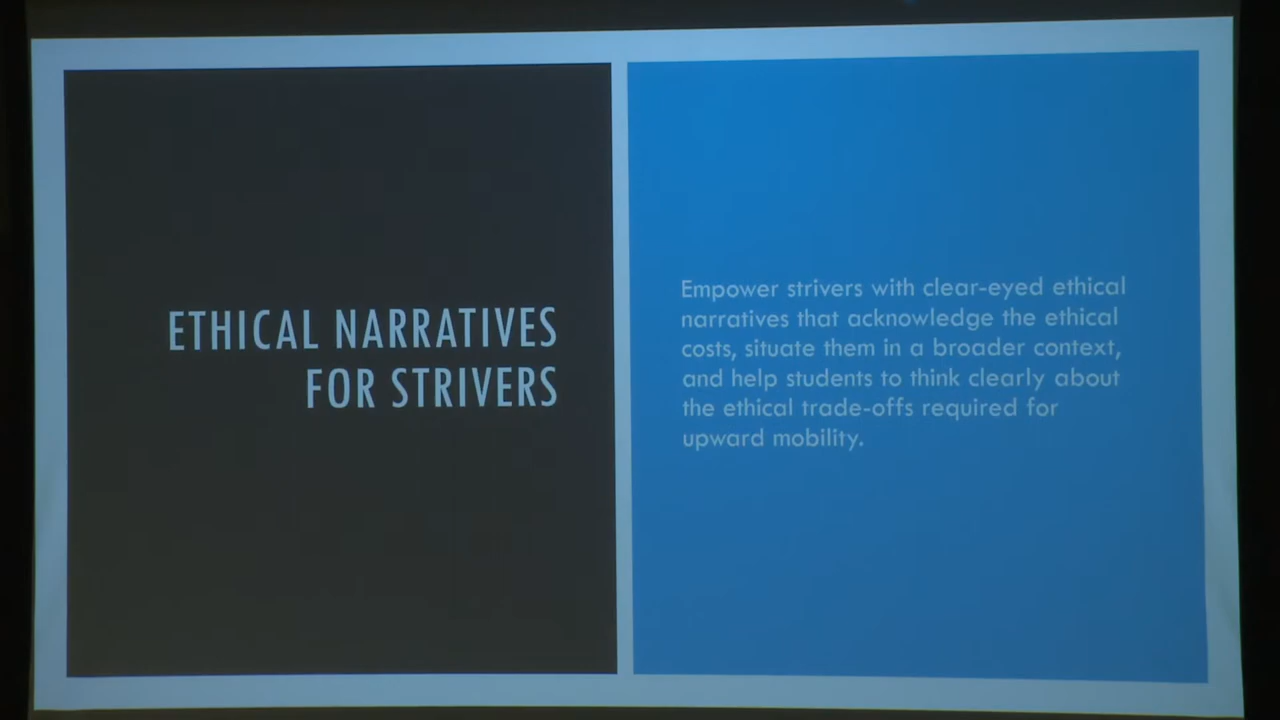 ETHICAL NARRATIVES
FOR STRIVERS
Empower strivers with clear-eyed ethical
narratives that acknowledge the ethical
costs, situate them in a broader context,
and help students to think clearly about
the ethical trade-offs required for
upward mobility.